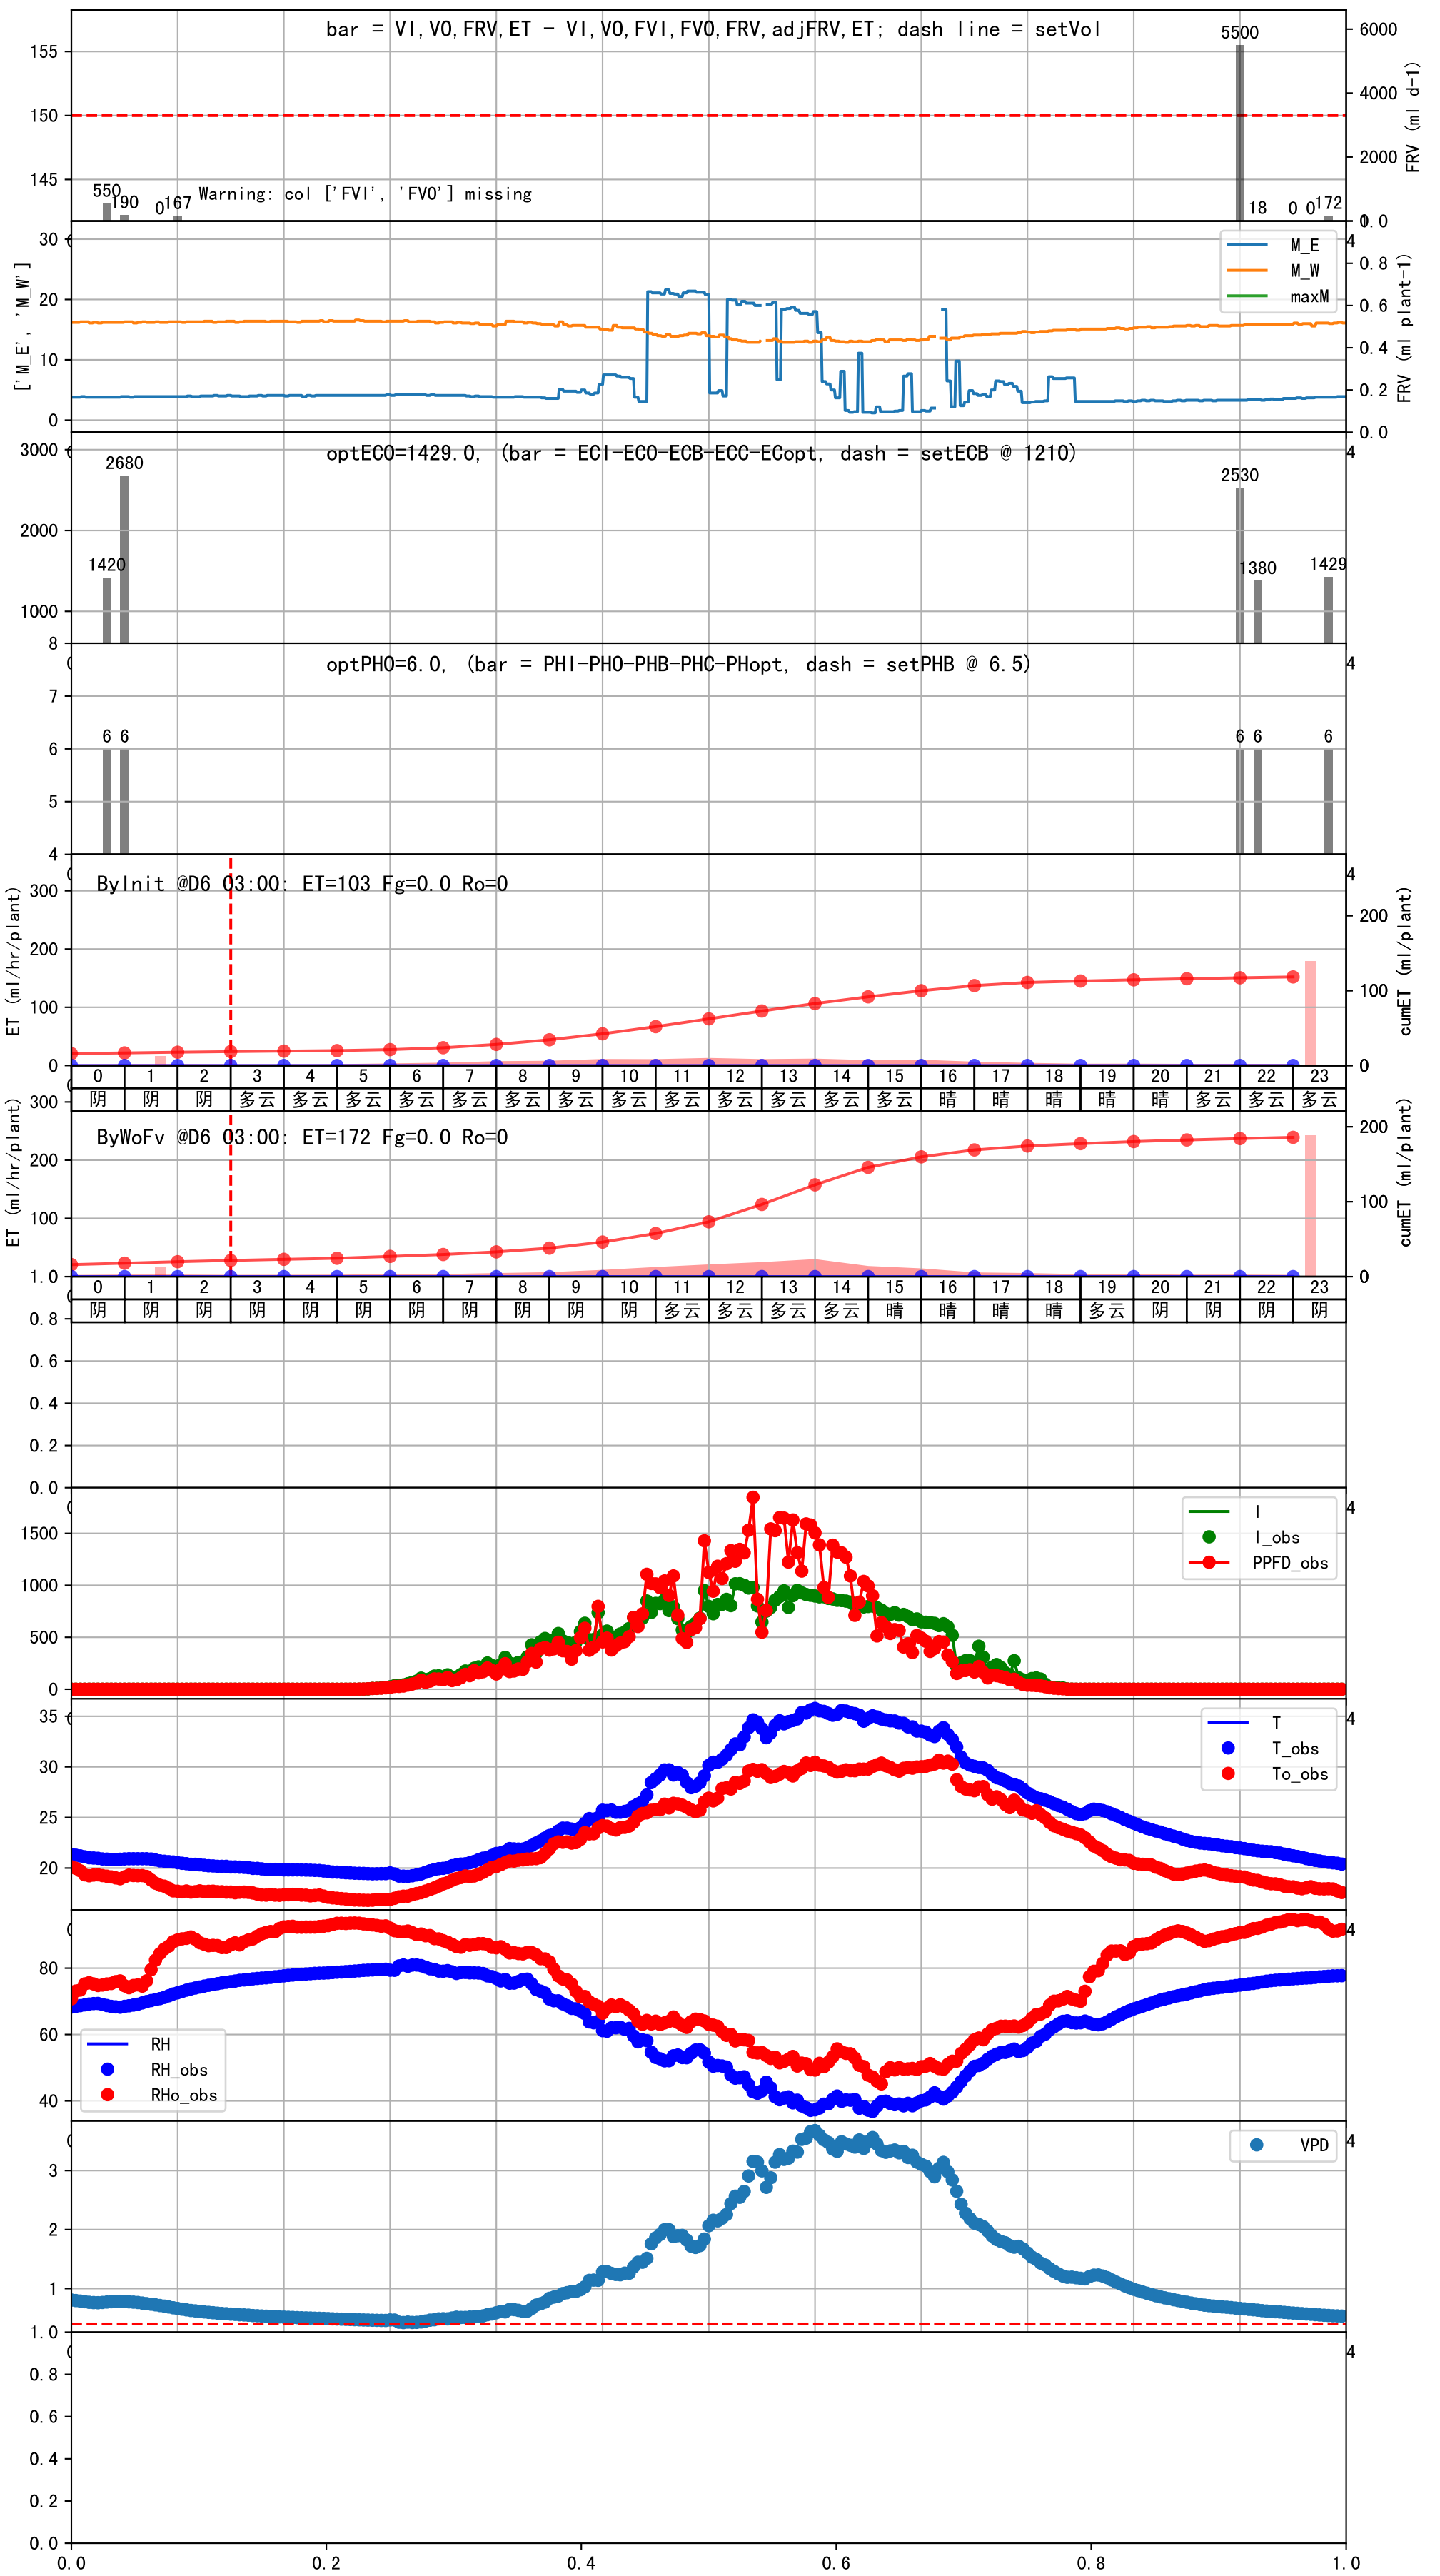 bar = VI,VO,FRV,ET - VI,VO,FVI,FVO,FRV,adjFRV,ET; dash line = setVol
155
150
145
6000
4000
2000
FRV (ml d-1)
5500
550
190
0
167
Warning: col ['FVI', 'FVO'] missing
18
0
0
172
['M_E', 'M_W']
30
20
10
0
M_E
M_W
maxM
4
0.8
0.6
0.4
0.2
0.0
FRV (ml plant-1)
optECO=1429.0, (bar = ECI-ECO-ECB-ECC-ECopt, dash = setECB @ 1210)
3000
2000
1000
1420
2680
2530
1380
1429
4
optPHO=6.0, (bar = PHI-PHO-PHB-PHC-PHopt, dash = setPHB @ 6.5)
8
7
6
5
4
6 6
6 6
6
4
ByInit @D6 03:00: ET=103 Fg=0.0 Ro=0
ET (ml/hr/plant)
300
200
100
0
4
200
100
0
cumET (ml/plant)
0 1 2 3 4 5 6 7 8 9 10 11 12 13 14 15 16 17 18 19 20 21 22 23
阴 阴 阴 多云 多云 多云 多云 多云 多云 多云 多云 多云 多云 多云 多云 多云 晴 晴 晴 晴 晴 多云 多云 多云
ByWoFv @D6 03:00: ET=172 Fg=0.0 Ro=0
ET (ml/hr/plant)
300
200
100
200
100
0
cumET (ml/plant)
0 1 2 3 4 5 6 7 8 9 10 11 12 13 14 15 16 17 18 19 20 21 22 23
阴 阴 阴 阴 阴 阴 阴 阴 阴 阴 阴 多云 多云 多云 多云 晴 晴 晴 晴 多云 阴 阴 阴 阴
1.0
0.8
0.6
0.4
0.2
0.0
1500
1000
500
0
I
I_obs
PPFD_obs
4
35
30
25
20
T
T_obs
To_obs
4
80
60
40
RH
RH_obs
RHo_obs
4
3
2
1
VPD
4
1.0
0.8
0.6
0.4
0.2
0.0
4
0.0 0.2 0.4 0.6 0.8 1.0